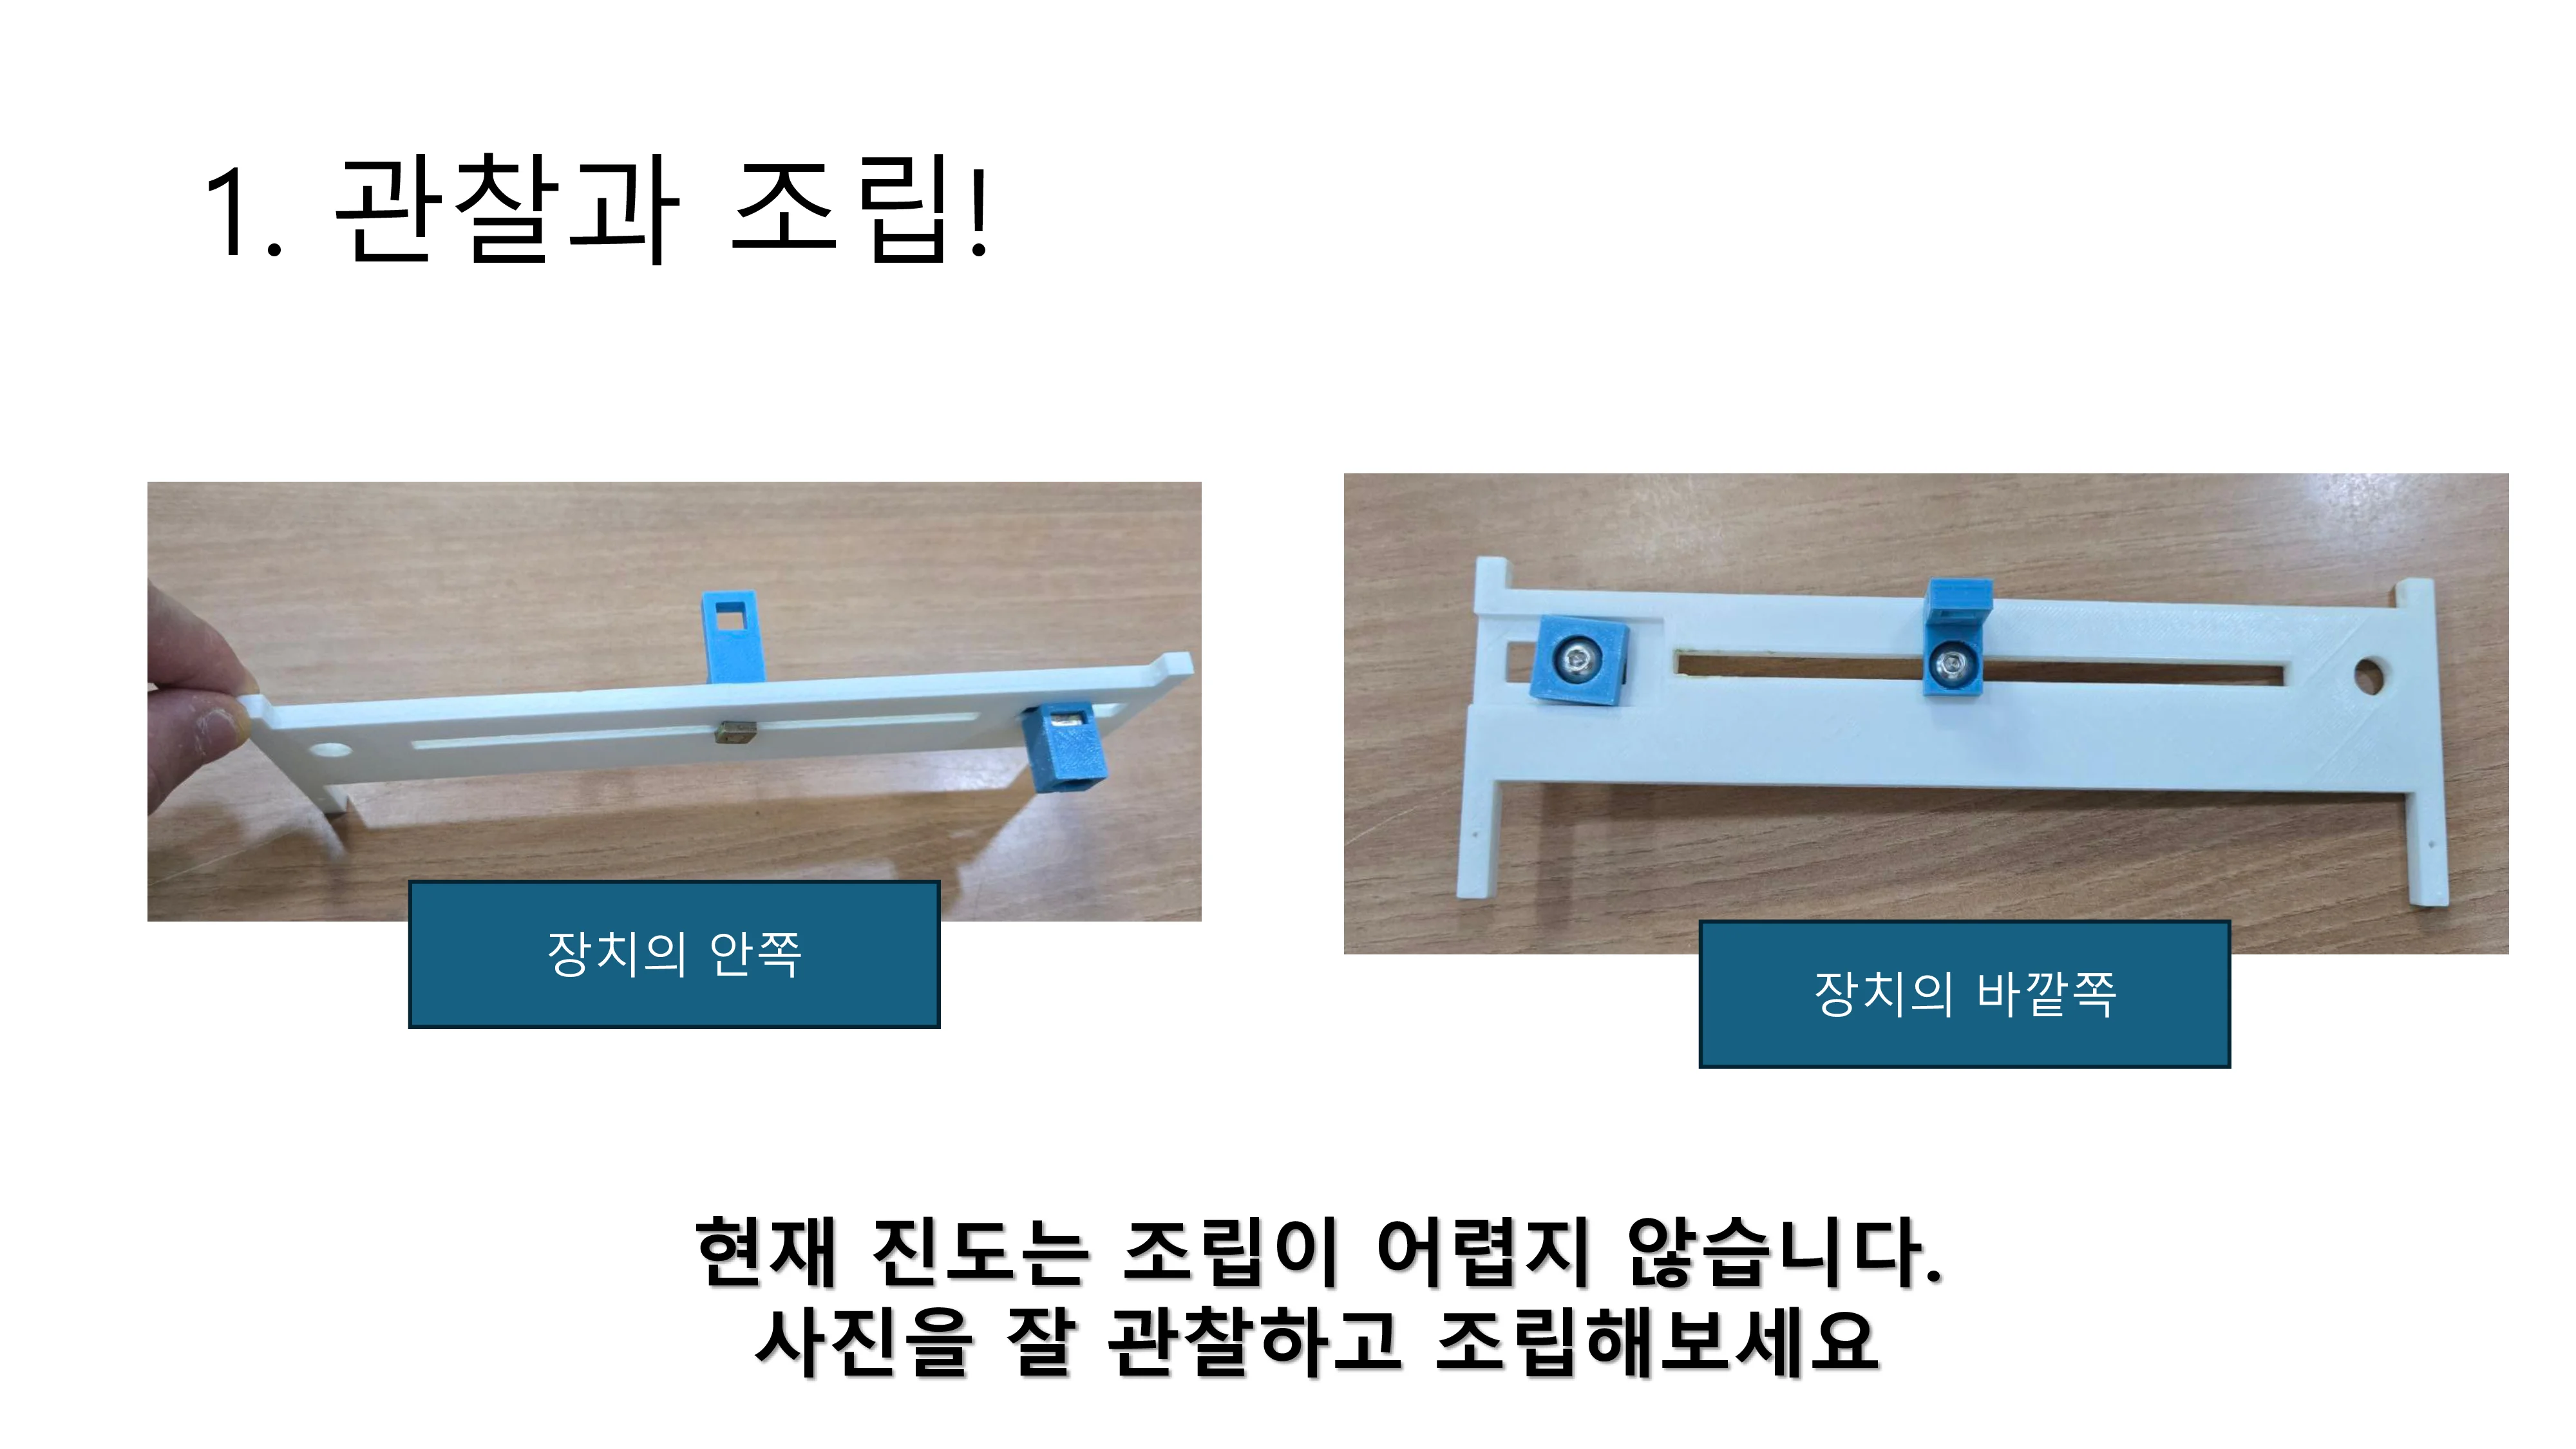 1. 관찰과 조립!
장치의 안쪽
장치의 바깥쪽
현재 진도는 조립이 어렵지 않습니다.
사진을 잘 관찰하고 조립해보세요